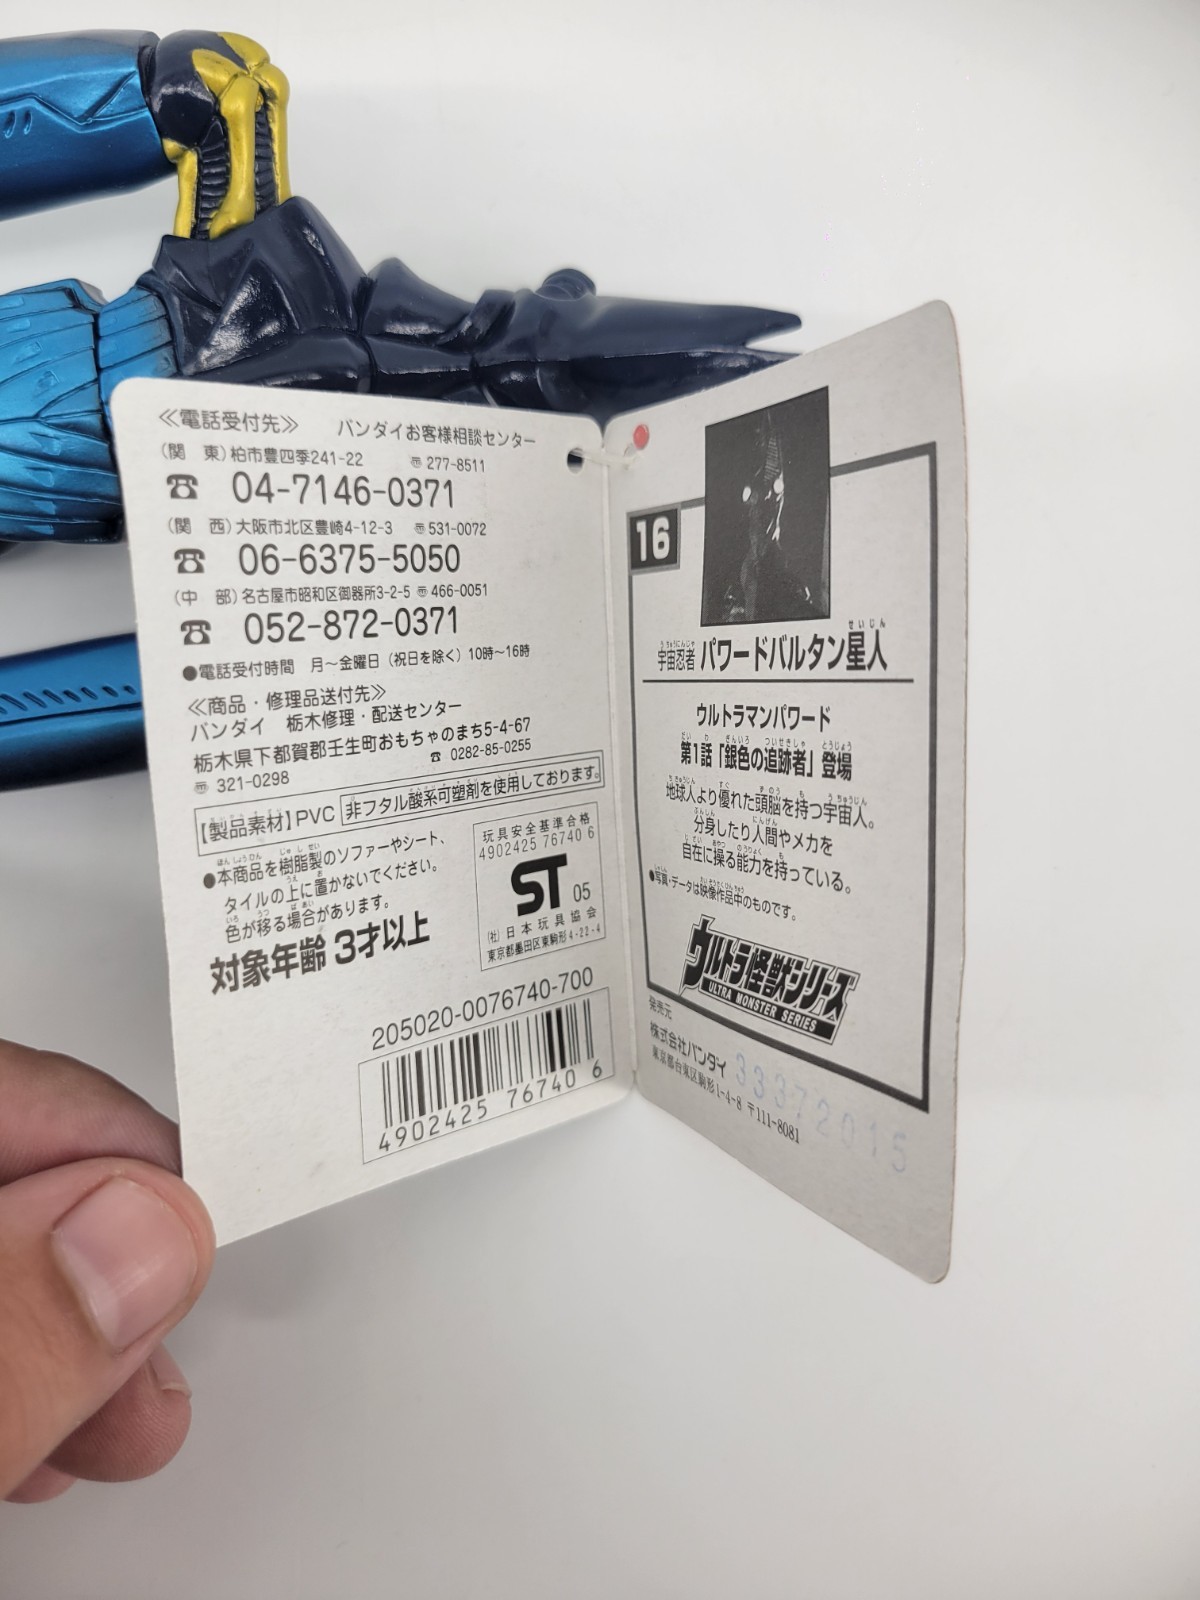 ≪電話受付先≫ バンダイお客様相談センター
(関 東)柏市豊四季241-22 〠277-8511
☎ 04-7146-0371
(関 西)大阪市北区豊崎4-12-3 〠531-0072
☎ 06-6375-5050
(中 部)名古屋市昭和区御器所3-2-5 〠466-0051
☎ 052-872-0371
●電話受付時間 月～金曜日(祝日を除く)10時～16時
≪商品・修理品送付先≫
バンダイ 栃木修理・配送センター
栃木県下都賀郡壬生町おもちゃのまち5-4-67
〠321-0298 ☎ 0282-85-0255
【製品素材】PVC 非フタル酸系可塑剤を使用しております。
●本商品を樹脂製のソファーやシート、
タイルの上に置かないでください。
色が移る場合があります。
対象年齢 3才以上
玩具安全基準合格
4902425 76740 6
ST 05
(社)日本玩具協会
東京都墨田区東駒形4-22-4
205020-0076740-700
4902425 76740 6
16
宇宙忍者 パワードバルタン星人
ウルトラマンパワード
第1話「銀色の追跡者」登場
地球人より優れた頭脳を持つ宇宙人。
分身したり人間やメカを
自在に操る能力を持っている。
●写真・データは映像作品中のものです。
ウルトラ怪獣シリーズ
ULTRA MONSTER SERIES
発売元
株式会社バンダイ
東京都台東区駒形1-4-8 〒111-8081
33372015